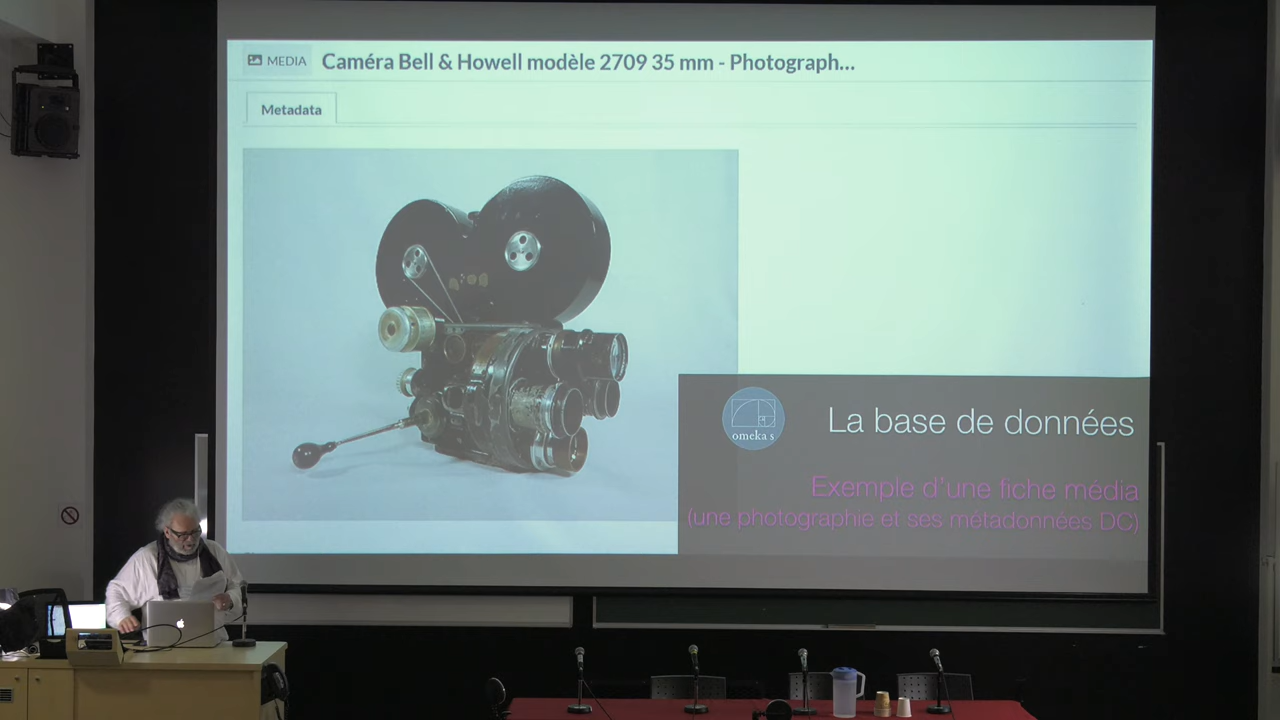 MEDIA Caméra Bell & Howell modèle 2709 35 mm - Photograph...
Metadata
omeka s
La base de données
Exemple d'une fiche média
(une photographie et ses métadonnées DC)